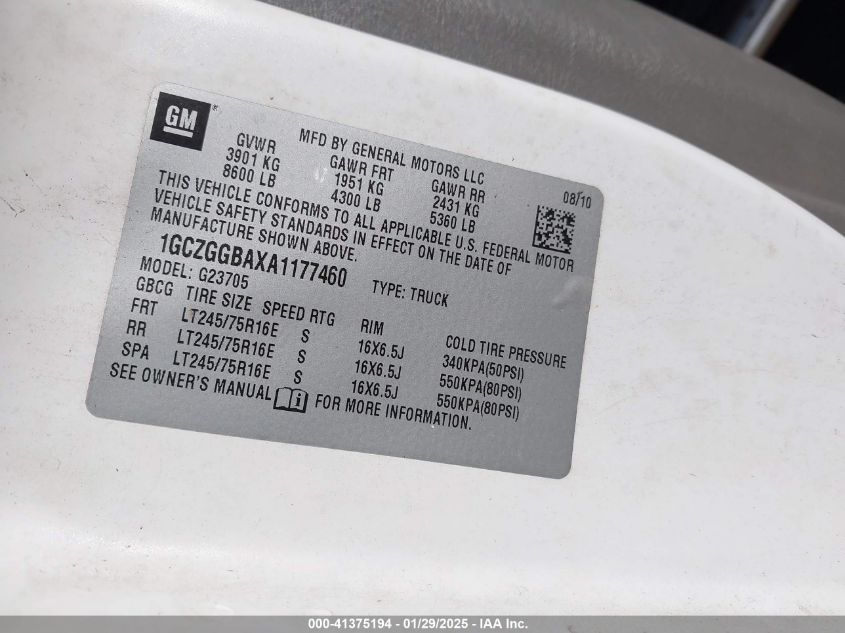 GM ®
MFD BY GENERAL MOTORS LLC 08/10
GVWR GAWR FRT GAWR RR
3901 KG 1951 KG 2431 KG
8600 LB 4300 LB 5360 LB
THIS VEHICLE CONFORMS TO ALL APPLICABLE U.S. FEDERAL MOTOR
VEHICLE SAFETY STANDARDS IN EFFECT ON THE DATE OF
MANUFACTURE SHOWN ABOVE.
1GCZGGBAXA1177460 TYPE: TRUCK
MODEL: G23705
GBCG TIRE SIZE SPEED RTG RIM COLD TIRE PRESSURE
FRT LT245/75R16E S 16X6.5J 340KPA(50PSI)
RR LT245/75R16E S 16X6.5J 550KPA(80PSI)
SPA LT245/75R16E S 16X6.5J 550KPA(80PSI)
SEE OWNER'S MANUAL i FOR MORE INFORMATION.
000-41375194 - 01/29/2025 - IAA Inc.